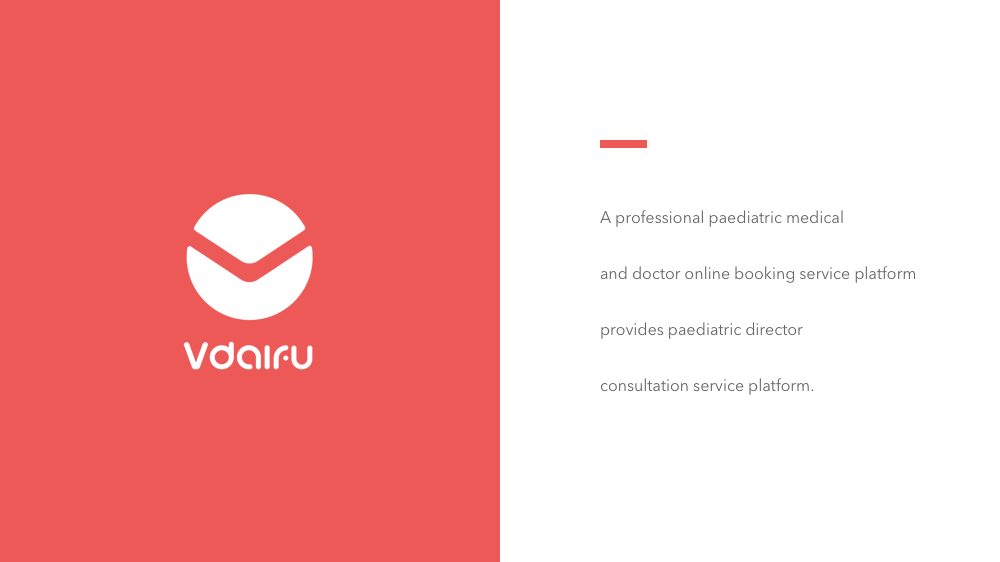 Vdairu
A professional paediatric medical
and doctor online booking service platform
provides paediatric director
consultation service platform.